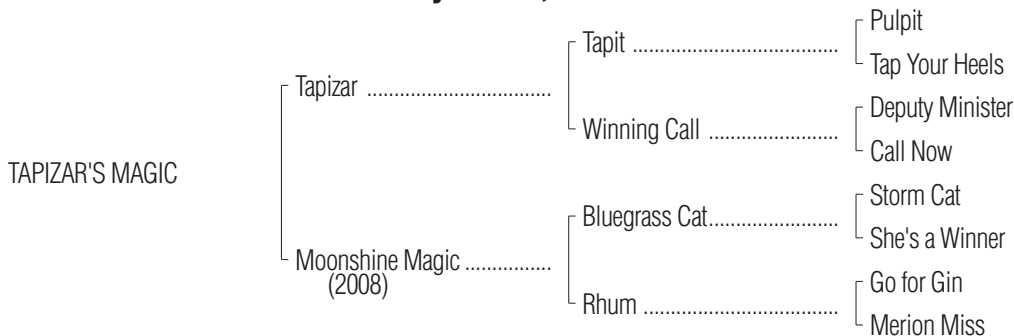 Pulpit
Tapit ........................................
Tap Your Heels
Tapizar ...................................
Deputy Minister
Winning Call .........................
Call Now
TAPIZAR'S MAGIC
Storm Cat
Bluegrass Cat.........................
She's a Winner
Moonshine Magic ................
(2008)
Go for Gin
Rhum .....................................
Merion Miss